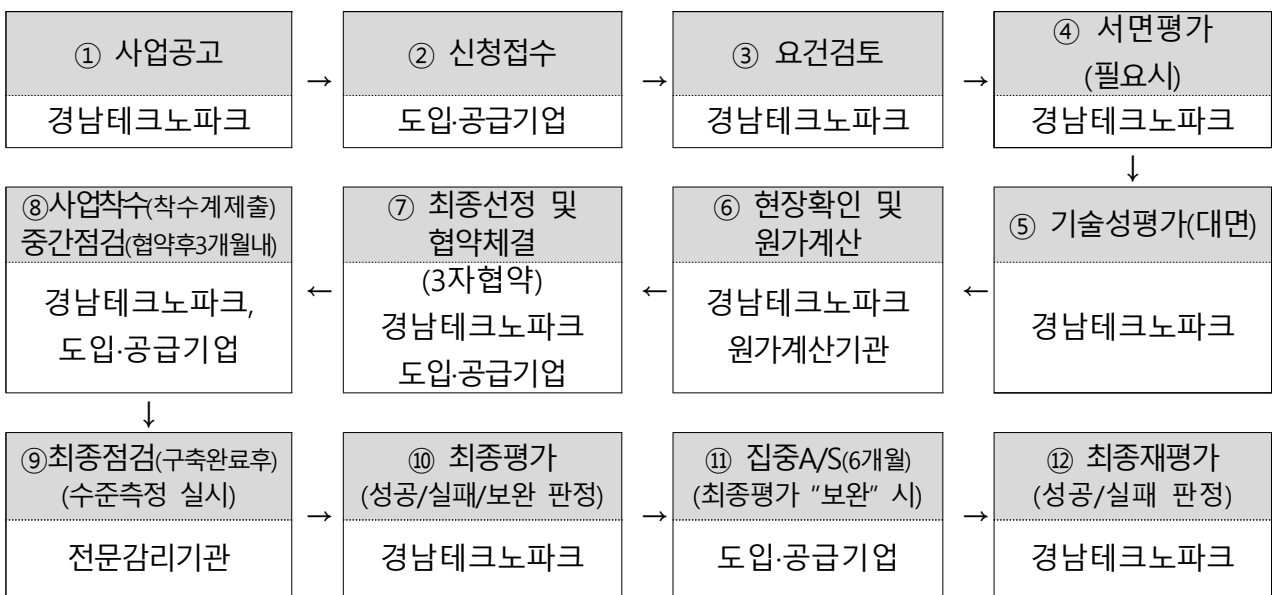 ① 사업공고
경남테크노파크
→
② 신청접수
도입·공급기업
→
③ 요건검토
경남테크노파크
→
④ 서면평가
(필요시)
경남테크노파크
↓
⑤ 기술성평가(대면)
경남테크노파크
←
⑥ 현장확인 및
원가계산
경남테크노파크
원가계산기관
←
⑦ 최종선정 및
협약체결
(3자협약)
경남테크노파크
도입·공급기업
←
⑧사업착수(착수계제출)
중간점검(협약후3개월내)
경남테크노파크,
도입·공급기업
↓
⑨최종점검(구축완료후)
(수준측정 실시)
전문감리기관
→
⑩ 최종평가
(성공/실패/보완 판정)
경남테크노파크
→
⑪ 집중A/S(6개월)
(최종평가 “보완” 시)
도입·공급기업
→
⑫ 최종재평가
(성공/실패 판정)
경남테크노파크